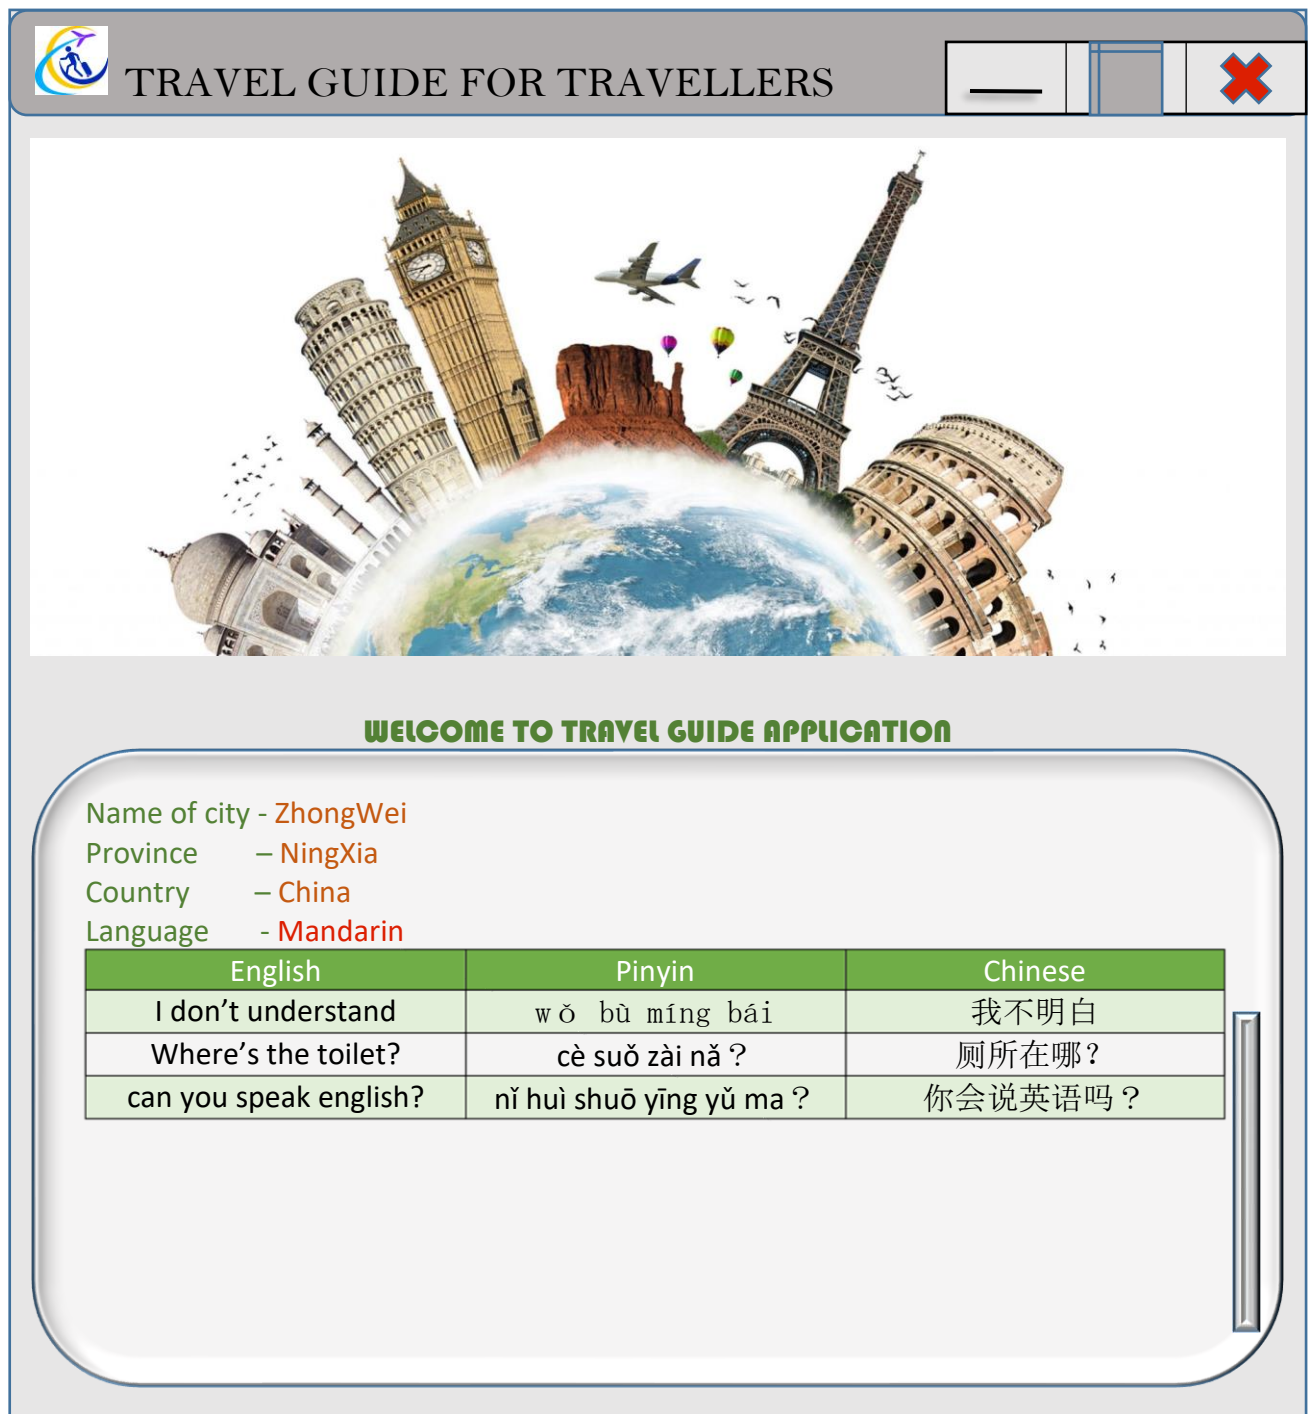 TRAVEL GUIDE FOR TRAVELLERS
WELCOME TO TRAVEL GUIDE APPLICATION
Name of city - ZhongWei
Province – NingXia
Country – China
Language - Mandarin
English Pinyin Chinese
I don’t understand wǒ bù míng bái 我不明白
Where’s the toilet? cè suǒ zài nǎ？ 厕所在哪?
can you speak english? nǐ huì shuō yīng yǔ ma？ 你会说英语吗？